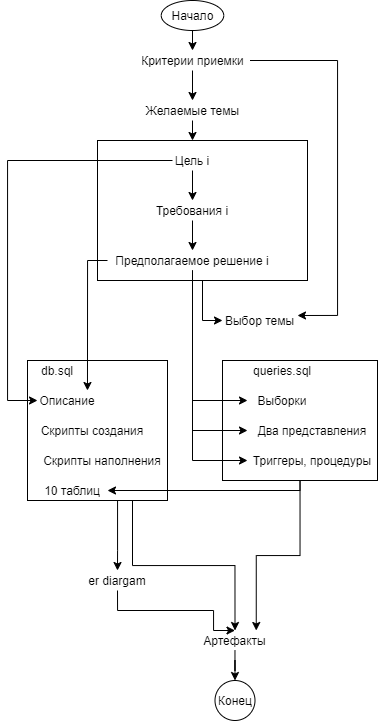 Начало
Критерии приемки
Желаемые темы
Цель i
Требования i
Предполагаемое решение i
Выбор темы
db.sql
Описание
Скрипты создания
Скрипты наполнения
10 таблиц
queries.sql
Выборки
Два представления
Триггеры, процедуры
er diargam
Артефакты
Конец